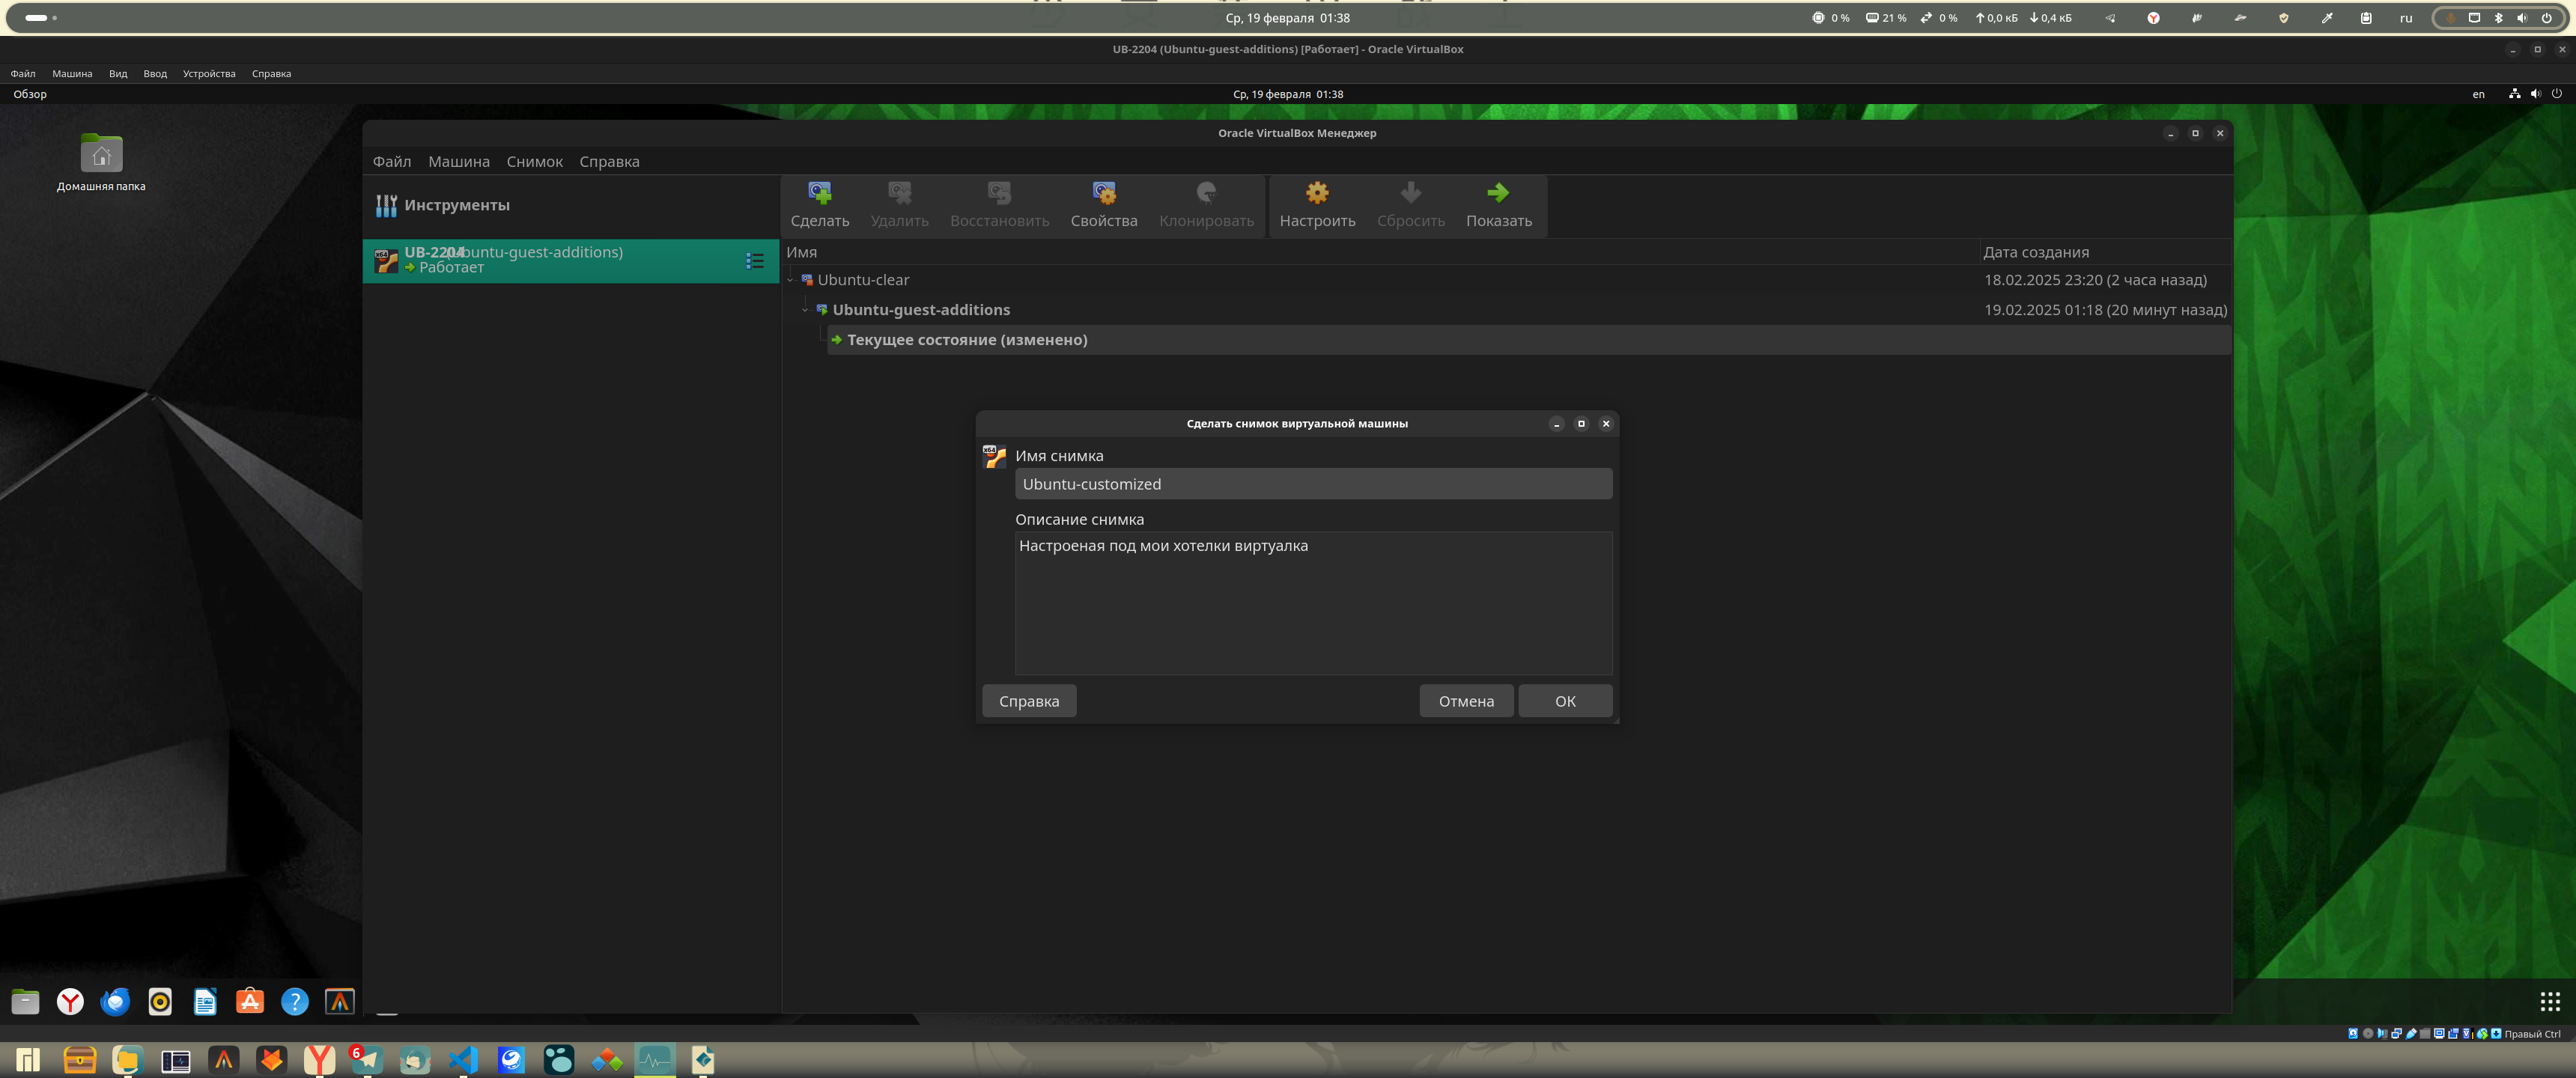 Ср, 19 февраля 01:38
0 %
21 %
0 %
0,0 кБ
0,4 кБ
ru
UB-2204 (Ubuntu-guest-additions) [Работает] - Oracle VirtualBox
Файл Машина Вид Ввод Устройства Справка
Обзор
Ср, 19 февраля 01:38
en
Домашняя папка
Oracle VirtualBox Менеджер
Файл Машина Снимок Справка
Инструменты
Сделать Удалить Восстановить Свойства Клонировать Настроить Сбросить Показать
UB-2204 (Ubuntu-guest-additions)
Работает
Имя Дата создания
Ubuntu-clear 18.02.2025 23:20 (2 часа назад)
Ubuntu-guest-additions 19.02.2025 01:18 (20 минут назад)
Текущее состояние (изменено)
Сделать снимок виртуальной машины
x64
Имя снимка
Ubuntu-customized
Описание снимка
Настроеная под мои хотелки виртуалка
Справка Отмена ОК
Правый Ctrl
6